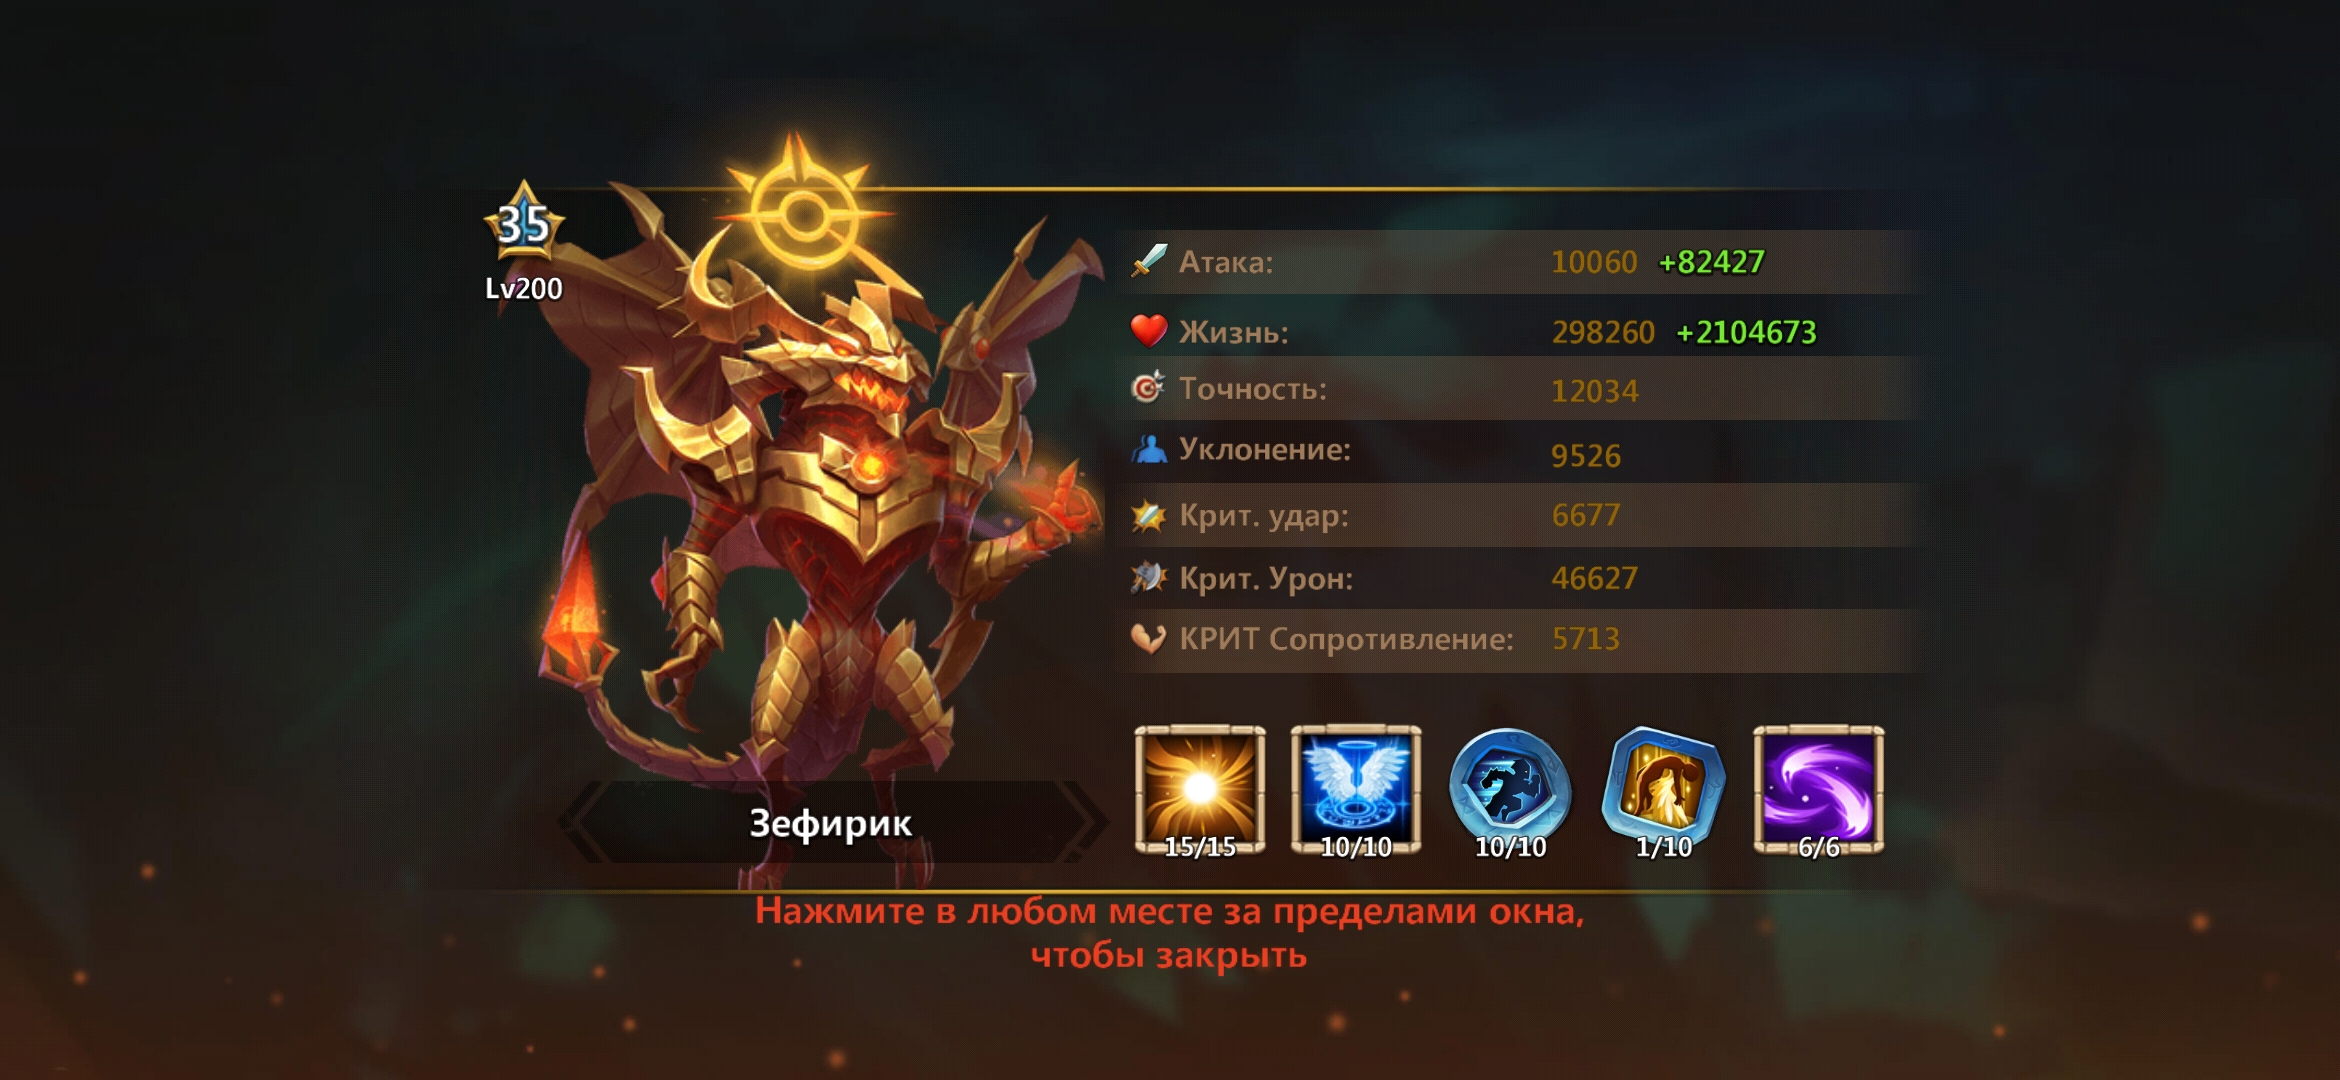 35
Lv200
Атака: 10060 +82427
Жизнь: 298260 +2104673
Точность: 12034
Уклонение: 9526
Крит. удар: 6677
Крит. Урон: 46627
КРИТ Сопротивление: 5713
Зефирик
15/15 10/10 10/10 1/10 6/6
Нажмите в любом месте за пределами окна,
чтобы закрыть